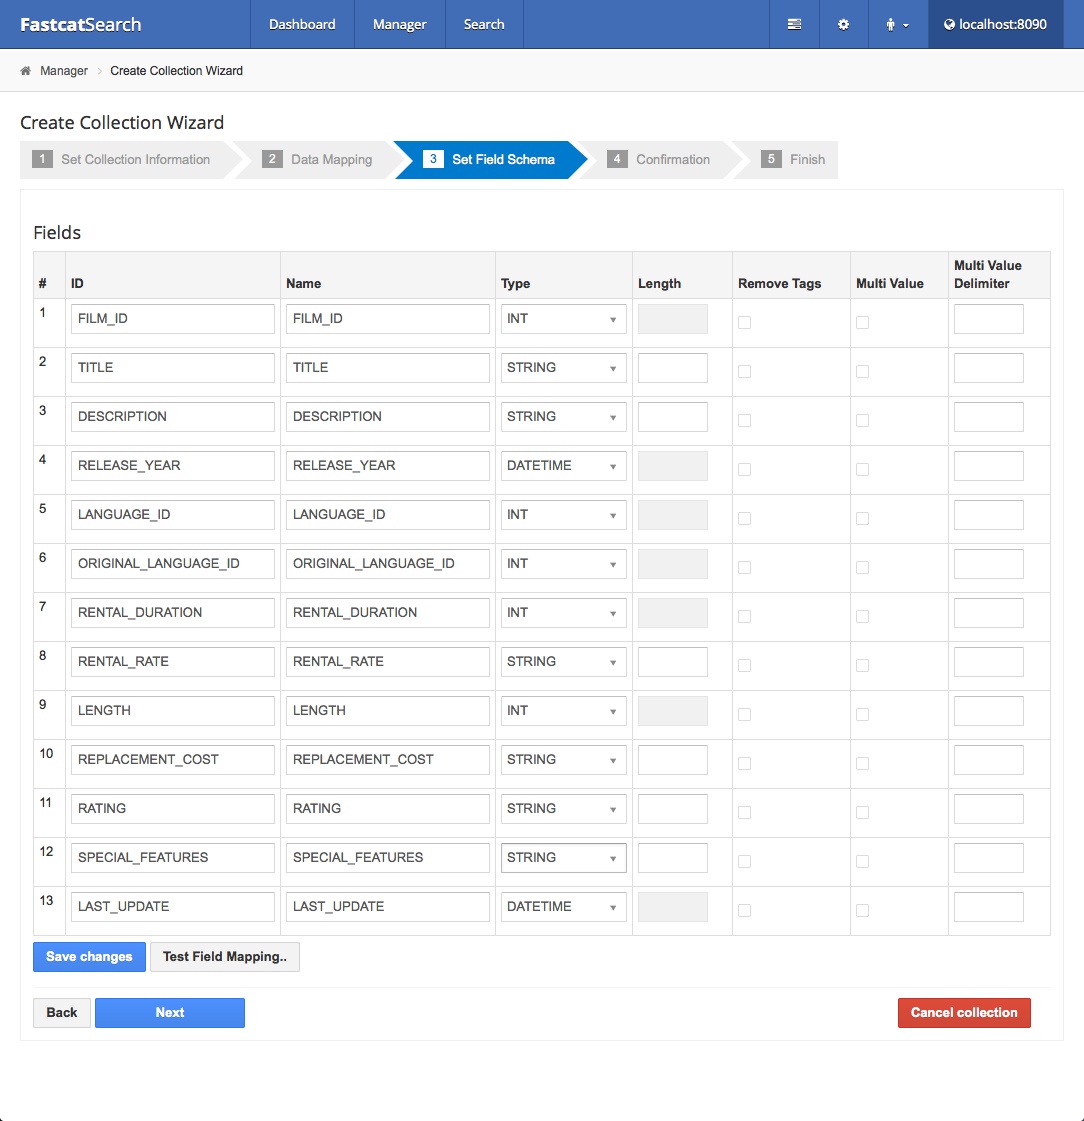 FastcatSearch Dashboard Manager Search localhost:8090
Manager Create Collection Wizard
Create Collection Wizard
1 Set Collection Information 2 Data Mapping 3 Set Field Schema 4 Confirmation 5 Finish
Fields
# ID Name Type Length Remove Tags Multi Value Multi Value Delimiter
1 FILM_ID FILM_ID INT
2 TITLE TITLE STRING
3 DESCRIPTION DESCRIPTION STRING
4 RELEASE_YEAR RELEASE_YEAR DATETIME
5 LANGUAGE_ID LANGUAGE_ID INT
6 ORIGINAL_LANGUAGE_ID ORIGINAL_LANGUAGE_ID INT
7 RENTAL_DURATION RENTAL_DURATION INT
8 RENTAL_RATE RENTAL_RATE STRING
9 LENGTH LENGTH INT
10 REPLACEMENT_COST REPLACEMENT_COST STRING
11 RATING RATING STRING
12 SPECIAL_FEATURES SPECIAL_FEATURES STRING
13 LAST_UPDATE LAST_UPDATE DATETIME
Save changes Test Field Mapping..
Back Next Cancel collection